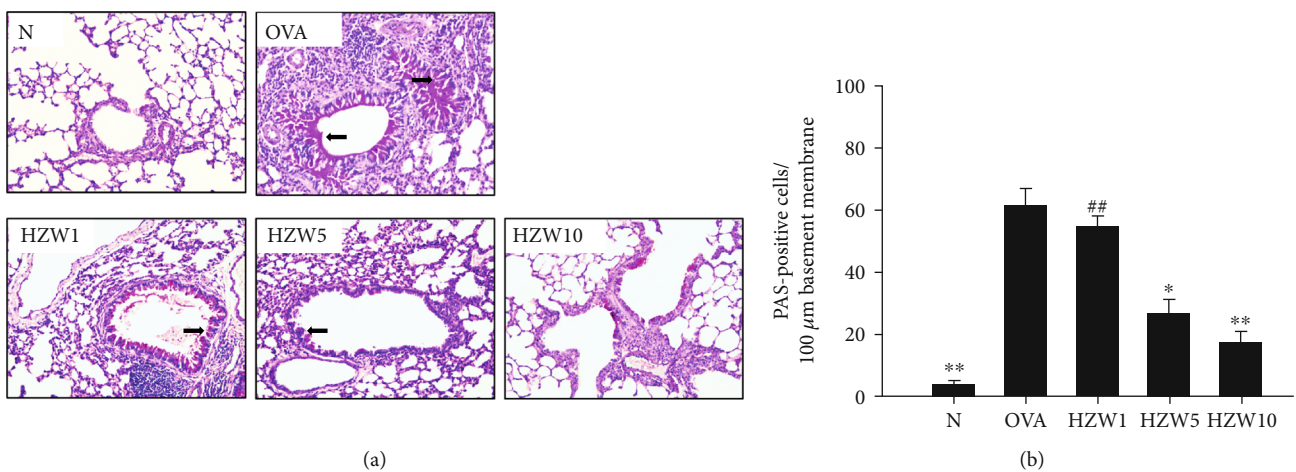 N
OVA
HZW1
HZW5
HZW10
(a)
PAS-positive cells/
100 μm basement membrane
100
80
60
40
20
0
**
##
*
**
N OVA HZW1 HZW5 HZW10
(b)